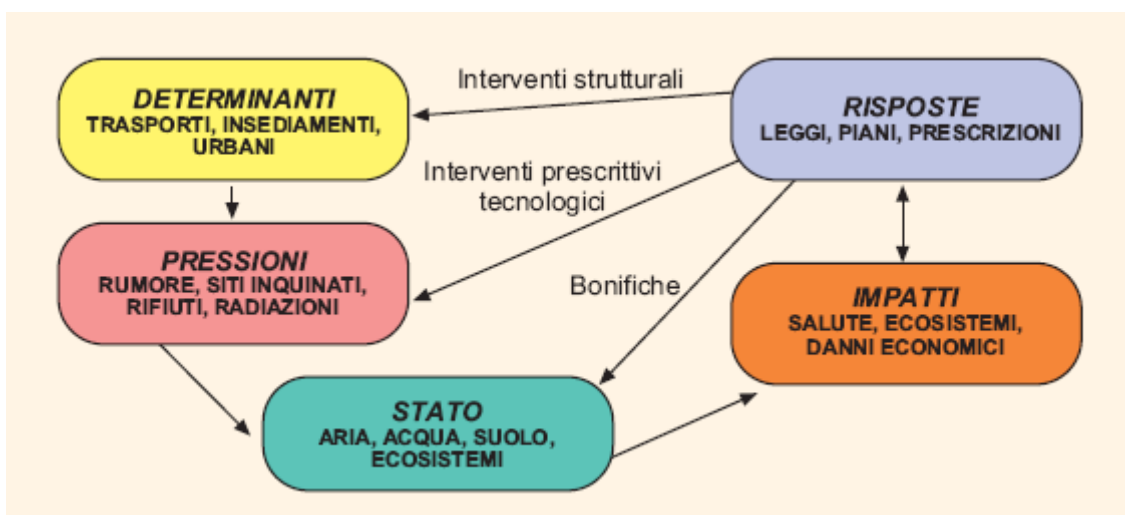 DETERMINANTI
TRASPORTI, INSEDIAMENTI,
URBANI
Interventi strutturali
RISPOSTE
LEGGI, PIANI, PRESCRIZIONI
Interventi prescrittivi
tecnologici
PRESSIONI
RUMORE, SITI INQUINATI,
RIFIUTI, RADIAZIONI
Bonifiche
IMPATTI
SALUTE, ECOSISTEMI,
DANNI ECONOMICI
STATO
ARIA, ACQUA, SUOLO,
ECOSISTEMI